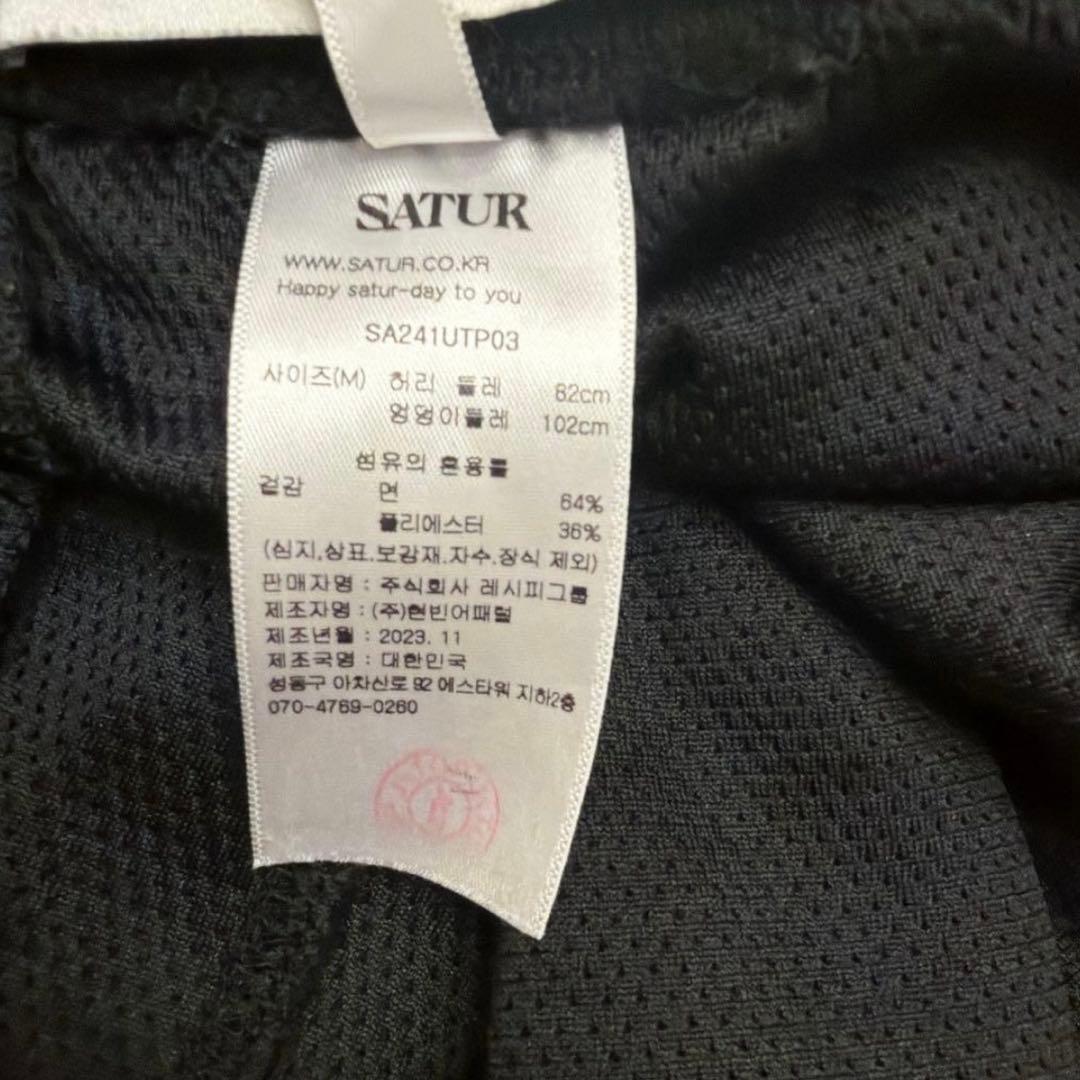 SATUR
WWW.SATUR.CO.KR
Happy satur-day to you
SA241UTP03
사이즈(M) 허리 둘레 82cm
엉덩이둘레 102cm
섬유의 혼용률
겉감 면 64%
폴리에스터 36%
(심지,상표.보강재.자수.장식 제외)
판매자명 : 주식회사 레시피그룹
제조자명 : (주)현빈어패럴
제조년월 : 2023. 11
제조국명 : 대한민국
성동구 아차산로 92 에스타워 지하2층
070-4769-0260